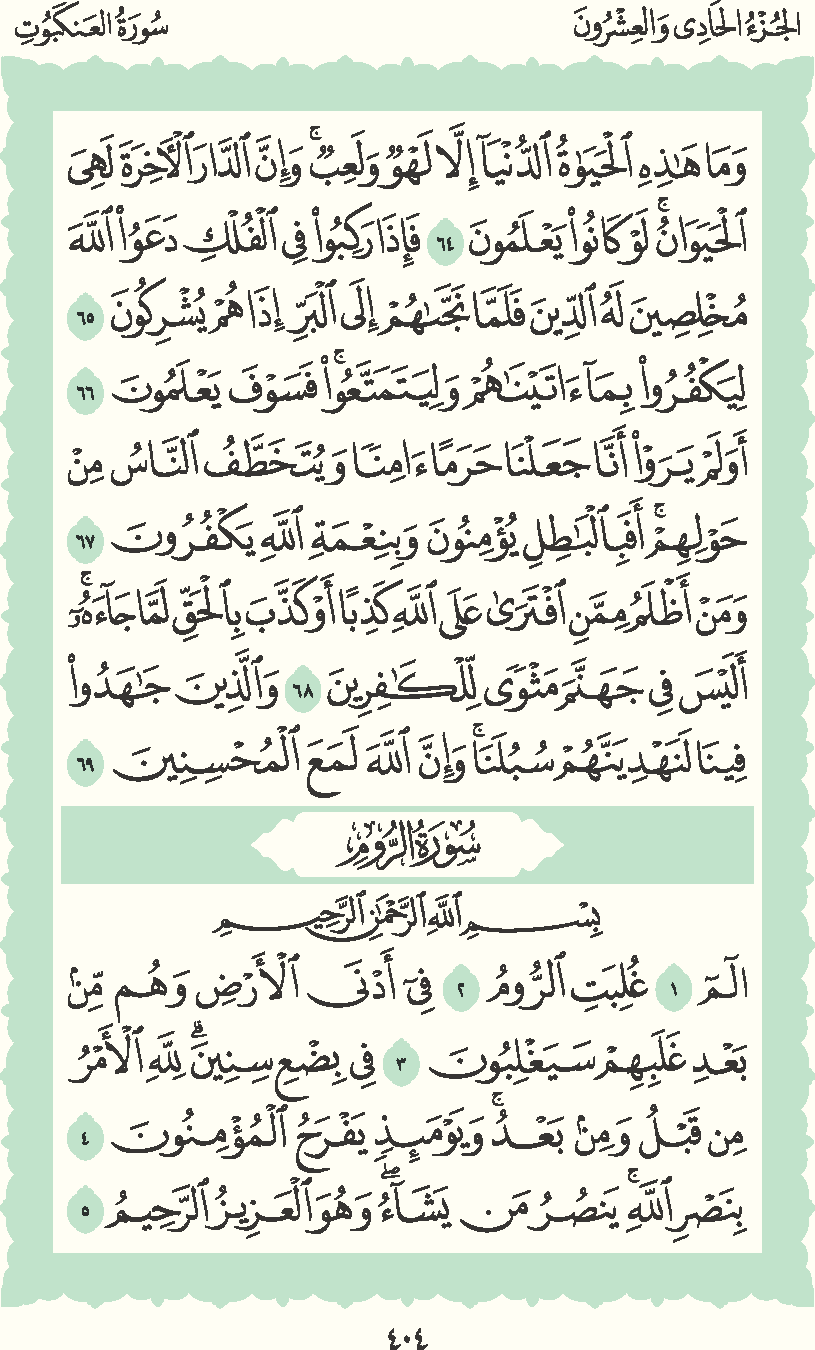 الجُزْءُ الحَادِى وَالعِشْرُونَ
سُورَةُ العَنكَبُوتِ
وَمَا هَٰذِهِ ٱلْحَيَوٰةُ ٱلدُّنْيَآ إِلَّا لَهْوٌ وَلَعِبٌ ۚ وَإِنَّ ٱلدَّارَ ٱلْأَخِرَةَ لَهِىَ
ٱلْحَيَوَانُ ۚ لَوْ كَانُوا۟ يَعْلَمُونَ ٦٤ فَإِذَا رَكِبُوا۟ فِى ٱلْفُلْكِ دَعَوُا۟ ٱللَّهَ
مُخْلِصِينَ لَهُ ٱلدِّينَ فَلَمَّا نَجَّىٰهُمْ إِلَى ٱلْبَرِّ إِذَا هُمْ يُشْرِكُونَ ٦٥
لِيَكْفُرُوا۟ بِمَآ ءَاتَيْنَٰهُمْ وَلِيَتَمَتَّعُوا۟ ۚ فَسَوْفَ يَعْلَمُونَ ٦٦
أَوَلَمْ يَرَوْا۟ أَنَّا جَعَلْنَا حَرَمًا ءَامِنًا وَيُتَخَطَّفُ ٱلنَّاسُ مِنْ
حَوْلِهِمْ ۚ أَفَبِٱلْبَٰطِلِ يُؤْمِنُونَ وَبِنِعْمَةِ ٱللَّهِ يَكْفُرُونَ ٦٧
وَمَنْ أَظْلَمُ مِمَّنِ ٱفْتَرَىٰ عَلَى ٱللَّهِ كَذِبًا أَوْ كَذَّبَ بِٱلْحَقِّ لَمَّا جَآءَهُۥٓ ۚ
أَلَيْسَ فِى جَهَنَّمَ مَثْوًى لِّلْكَٰفِرِينَ ٦٨ وَٱلَّذِينَ جَٰهَدُوا۟
فِينَا لَنَهْدِيَنَّهُمْ سُبُلَنَا ۚ وَإِنَّ ٱللَّهَ لَمَعَ ٱلْمُحْسِنِينَ ٦٩
سُورَةُ الرُّومِ
بِسْمِ ٱللَّهِ ٱلرَّحْمَٰنِ ٱلرَّحِيمِ
الٓمٓ ١ غُلِبَتِ ٱلرُّومُ ٢ فِىٓ أَدْنَى ٱلْأَرْضِ وَهُم مِّنۢ
بَعْدِ غَلَبِهِمْ سَيَغْلِبُونَ ٣ فِى بِضْعِ سِنِينَ ۗ لِلَّهِ ٱلْأَمْرُ
مِن قَبْلُ وَمِنۢ بَعْدُ ۚ وَيَوْمَئِذٍ يَفْرَحُ ٱلْمُؤْمِنُونَ ٤
بِنَصْرِ ٱللَّهِ ۚ يَنصُرُ مَن يَشَآءُ ۖ وَهُوَ ٱلْعَزِيزُ ٱلرَّحِيمُ ٥
٤٠٤